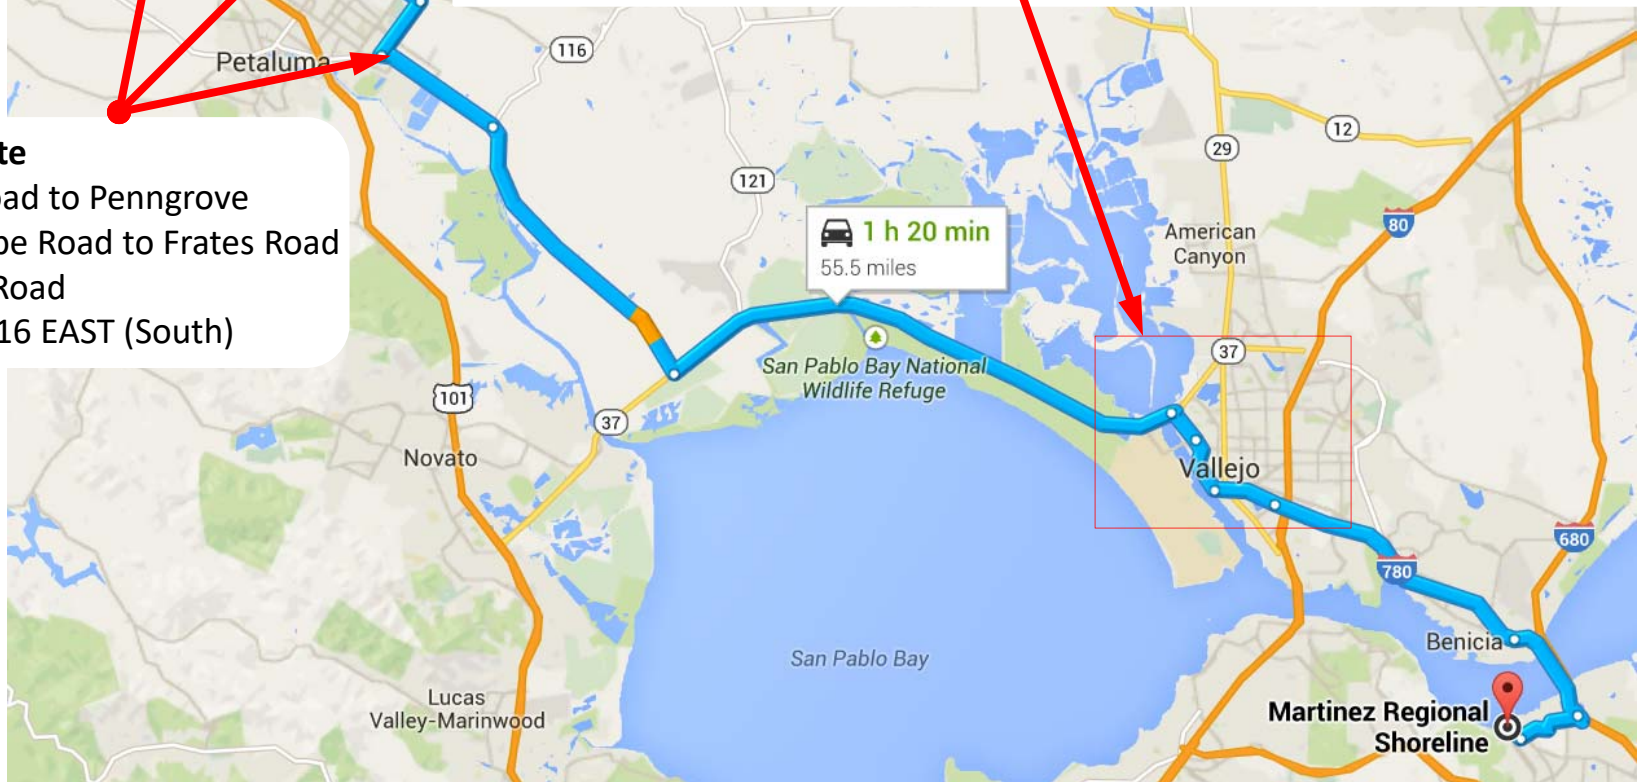 Petaluma
116
te
oad to Penngrove
be Road to Frates Road
Road
16 EAST (South)
121
12
29
80
American
Canyon
1 h 20 min
55.5 miles
San Pablo Bay National
Wildlife Refuge
37
101
37
Novato
Vallejo
680
780
Benicia
San Pablo Bay
Lucas
Valley-Marinwood
Martinez Regional
Shoreline